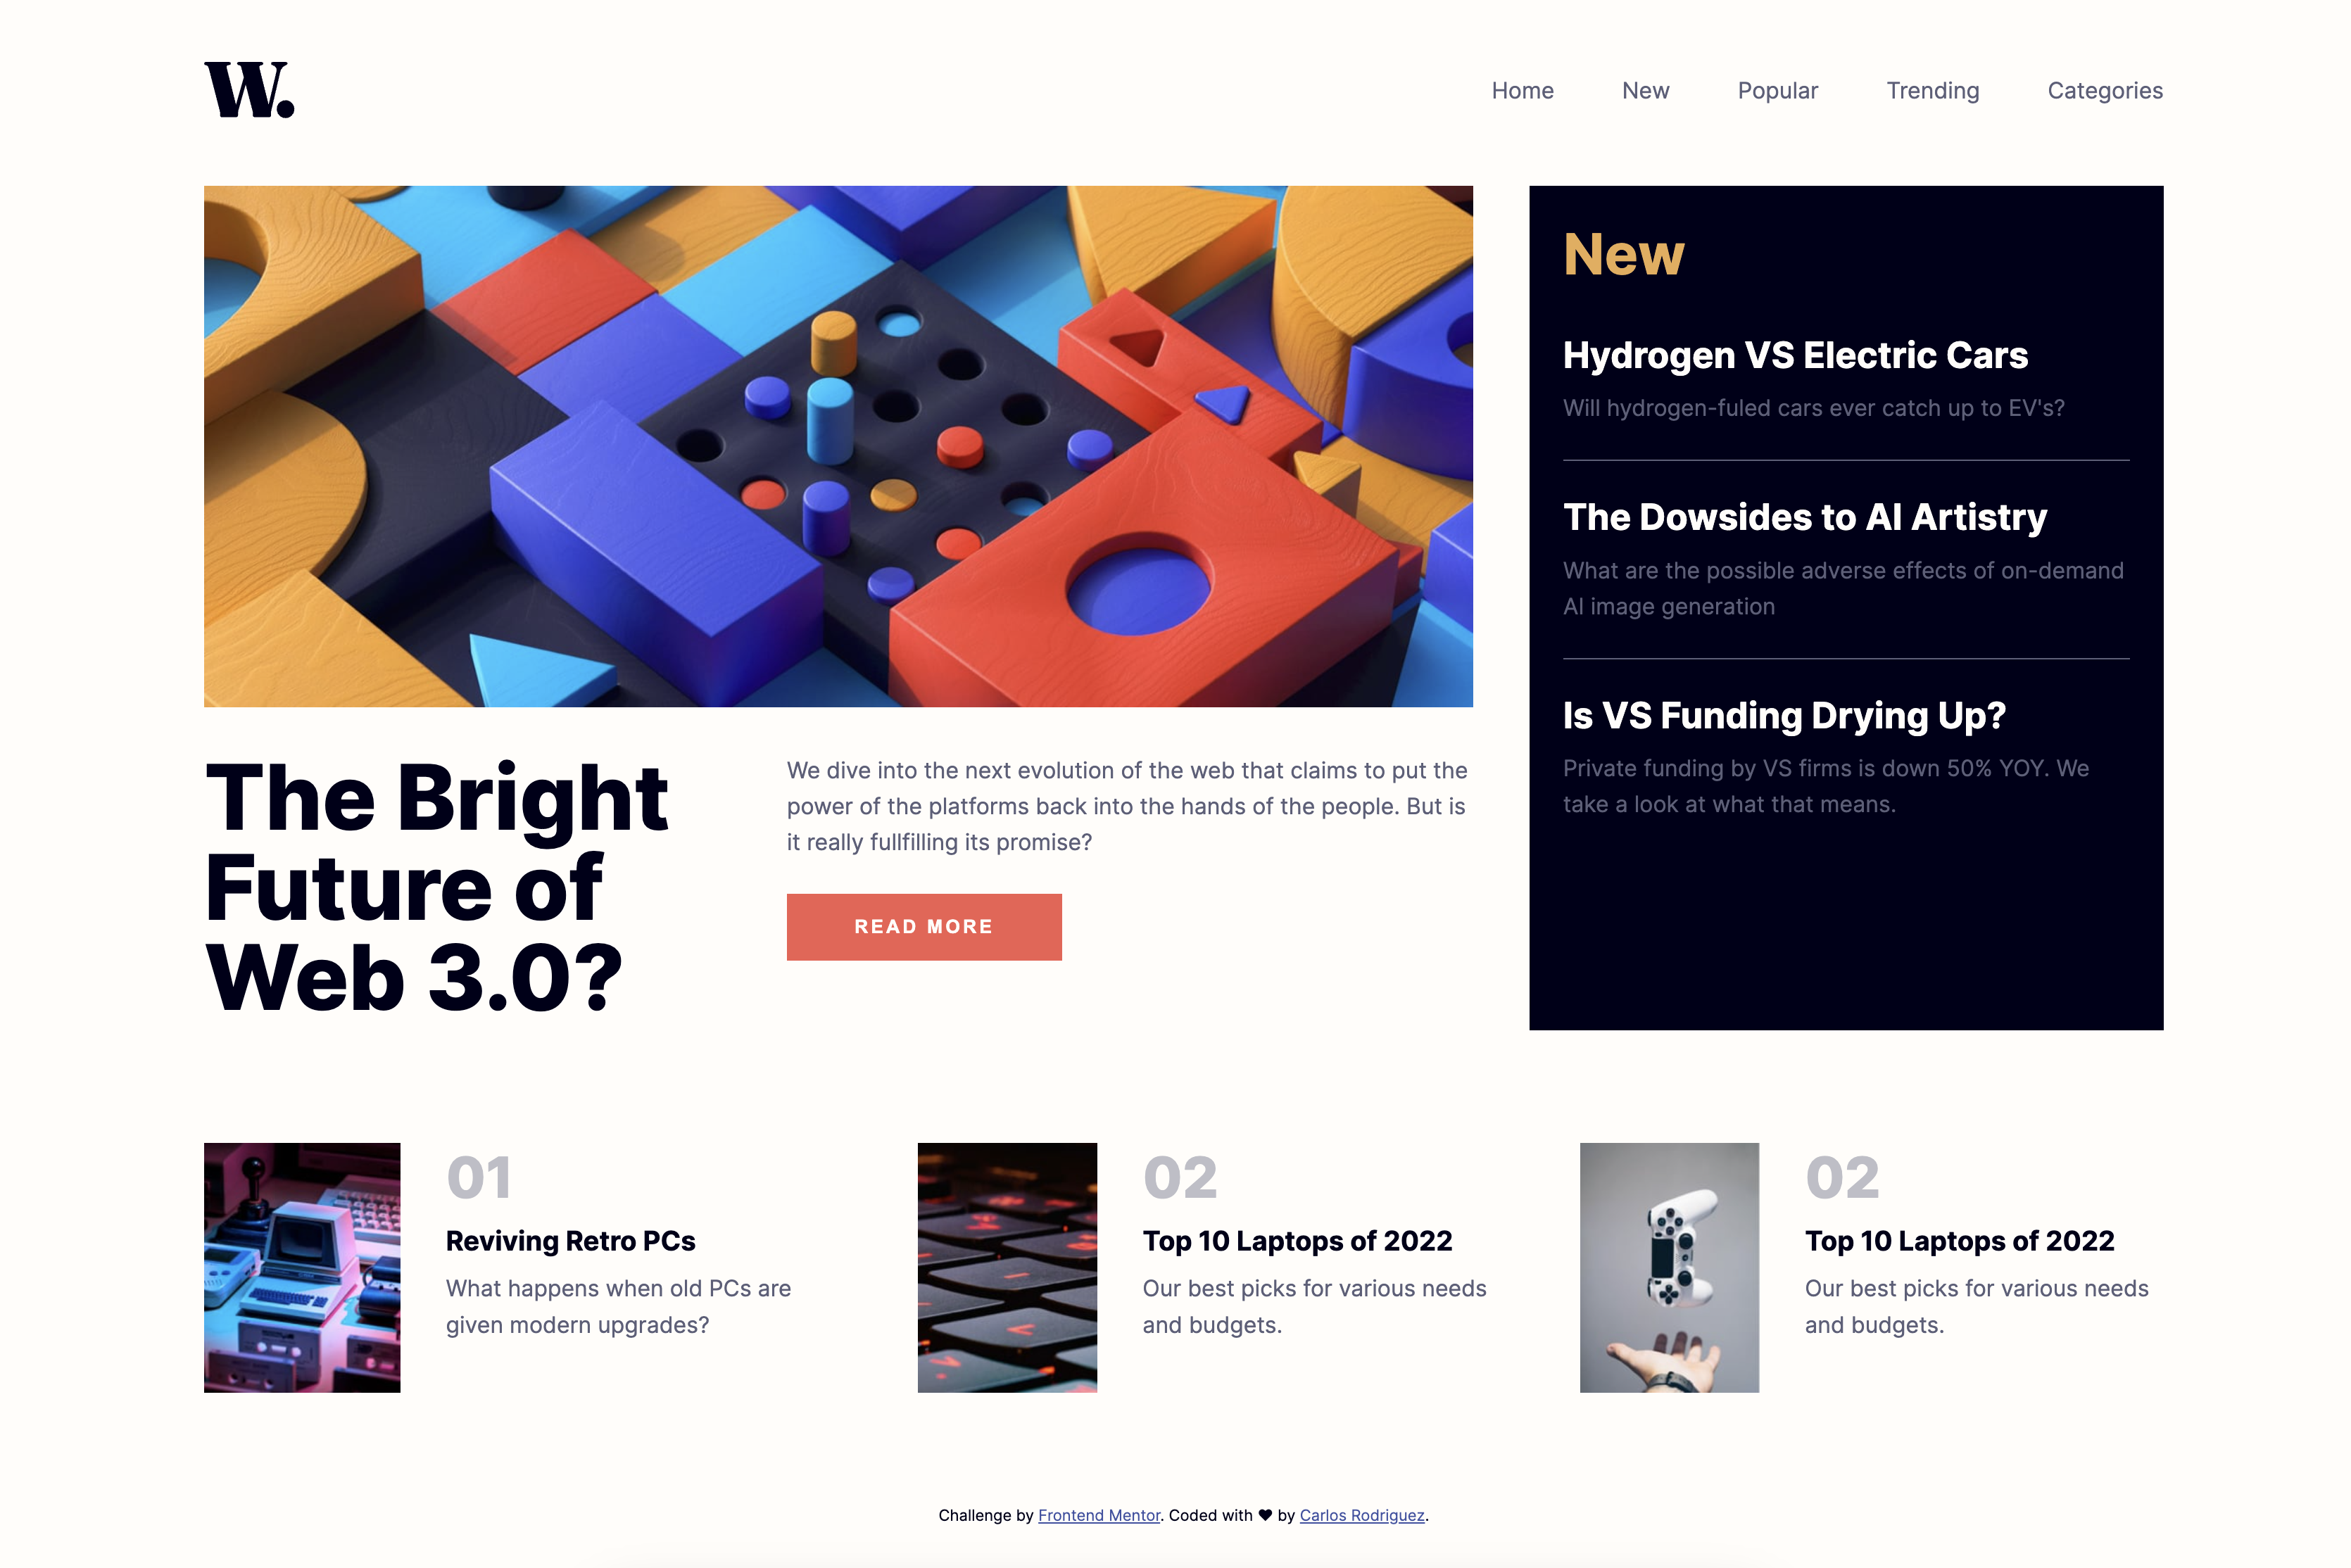 W.
Home New Popular Trending Categories
The Bright
Future of
Web 3.0?
We dive into the next evolution of the web that claims to put the
power of the platforms back into the hands of the people. But is
it really fullfilling its promise?
READ MORE
New
Hydrogen VS Electric Cars
Will hydrogen-fuled cars ever catch up to EV's?
The Dowsides to AI Artistry
What are the possible adverse effects of on-demand
AI image generation
Is VS Funding Drying Up?
Private funding by VS firms is down 50% YOY. We
take a look at what that means.
01
Reviving Retro PCs
What happens when old PCs are
given modern upgrades?
02
Top 10 Laptops of 2022
Our best picks for various needs
and budgets.
02
Top 10 Laptops of 2022
Our best picks for various needs
and budgets.
Challenge by Frontend Mentor. Coded with ♥ by Carlos Rodriguez.